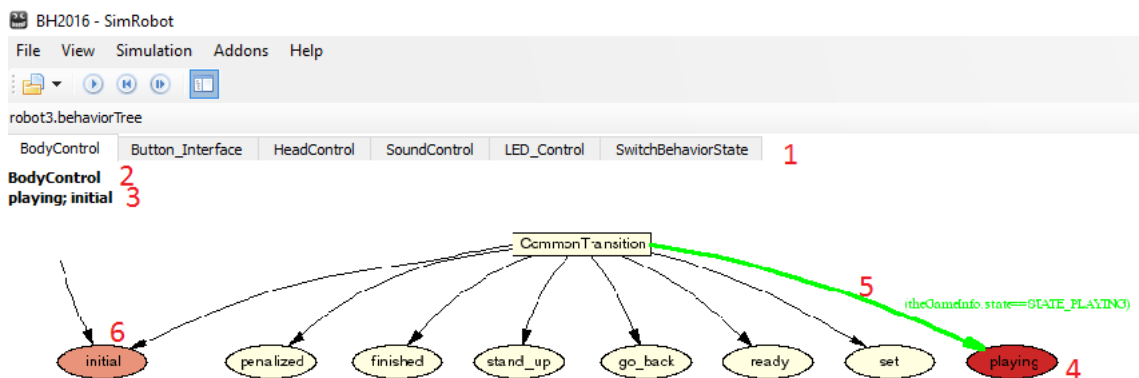 BH2016 - SimRobot
File View Simulation Addons Help
robot3.behaviorTree
BodyControl Button_Interface HeadControl SoundControl LED_Control SwitchBehaviorState 1
BodyControl 2
playing; initial 3
CommonTransition
5
(theGameInfo.state==STATE_PLAYING)
6
initial penalized finished stand_up go_back ready set playing 4